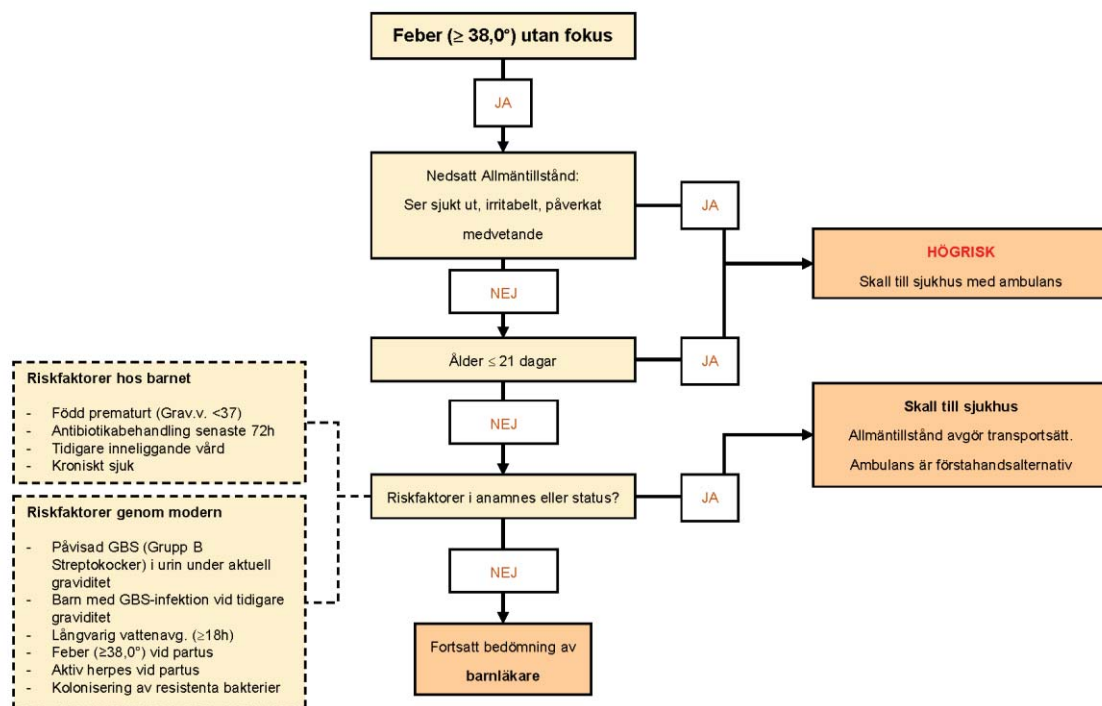 Feber (≥ 38,0°) utan fokus
JA
Nedsatt Allmäntillstånd:
Ser sjukt ut, irritabelt, påverkat
medvetande
JA
HÖGRISK
Skall till sjukhus med ambulans
NEJ
Ålder ≤ 21 dagar
JA
Riskfaktorer hos barnet
- Född prematurt (Grav.v. <37)
- Antibiotikabehandling senaste 72h
- Tidigare inneliggande vård
- Kroniskt sjuk
NEJ
Skall till sjukhus
Allmäntillstånd avgör transportsätt.
Ambulans är förstahandsalternativ
Riskfaktorer i anamnes eller status?
JA
Riskfaktorer genom modern
- Påvisad GBS (Grupp B
Streptokocker) i urin under aktuell
graviditet
- Barn med GBS-infektion vid tidigare
graviditet
- Långvarig vattenavg. (≥18h)
- Feber (≥38,0°) vid partus
- Aktiv herpes vid partus
- Kolonisering av resistenta bakterier
NEJ
Fortsatt bedömning av
barnläkare